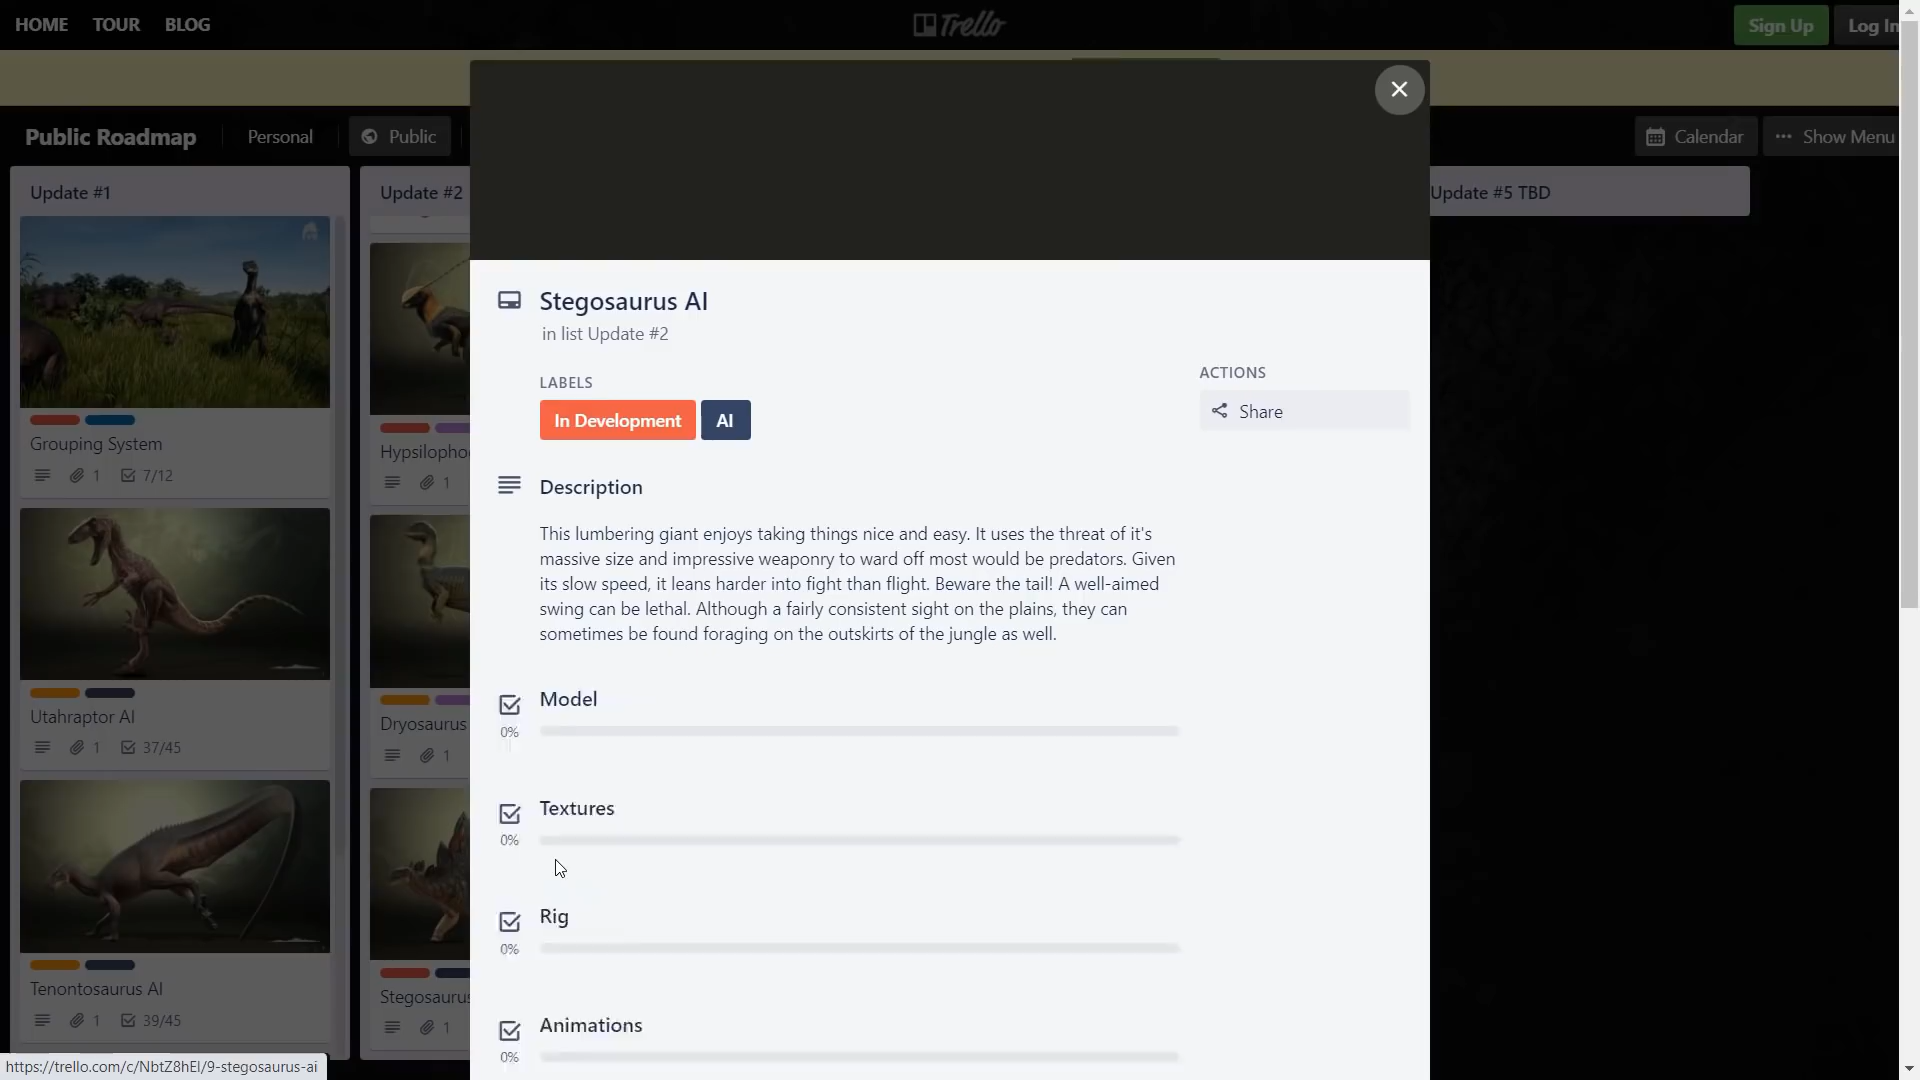 HOME TOUR BLOG
Trello
Sign Up
Log In
Public Roadmap
Personal
Public
Calendar
Show Menu
Update #1
Update #2
Update #5 TBD
Grouping System
1 7/12
Utahraptor AI
1 37/45
Tenontosaurus AI
1 39/45
Hypsilopho
1
Dryosaurus
1
Stegosaurus
1
Stegosaurus AI
in list Update #2
LABELS
In Development
AI
ACTIONS
Share
Description
This lumbering giant enjoys taking things nice and easy. It uses the threat of it's
massive size and impressive weaponry to ward off most would be predators. Given
its slow speed, it leans harder into fight than flight. Beware the tail! A well-aimed
swing can be lethal. Although a fairly consistent sight on the plains, they can
sometimes be found foraging on the outskirts of the jungle as well.
Model
0%
Textures
0%
Rig
0%
Animations
0%
https://trello.com/c/NbtZ8hEl/9-stegosaurus-ai